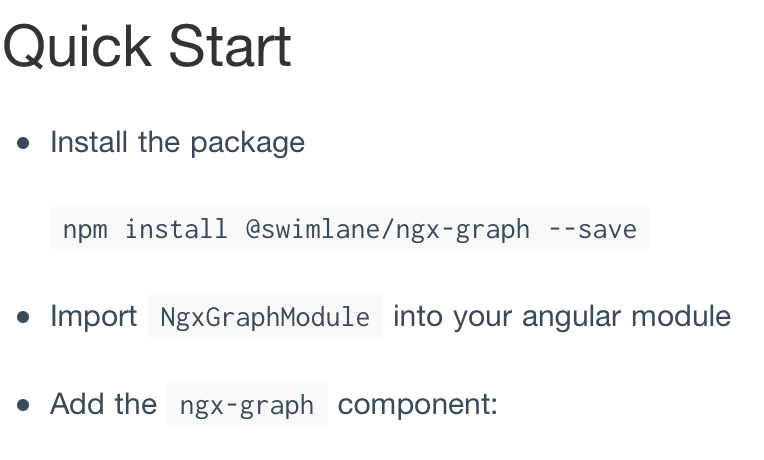 Quick Start
• Install the package
npm install @swimlane/ngx-graph --save
• Import NgxGraphModule into your angular module
• Add the ngx-graph component: